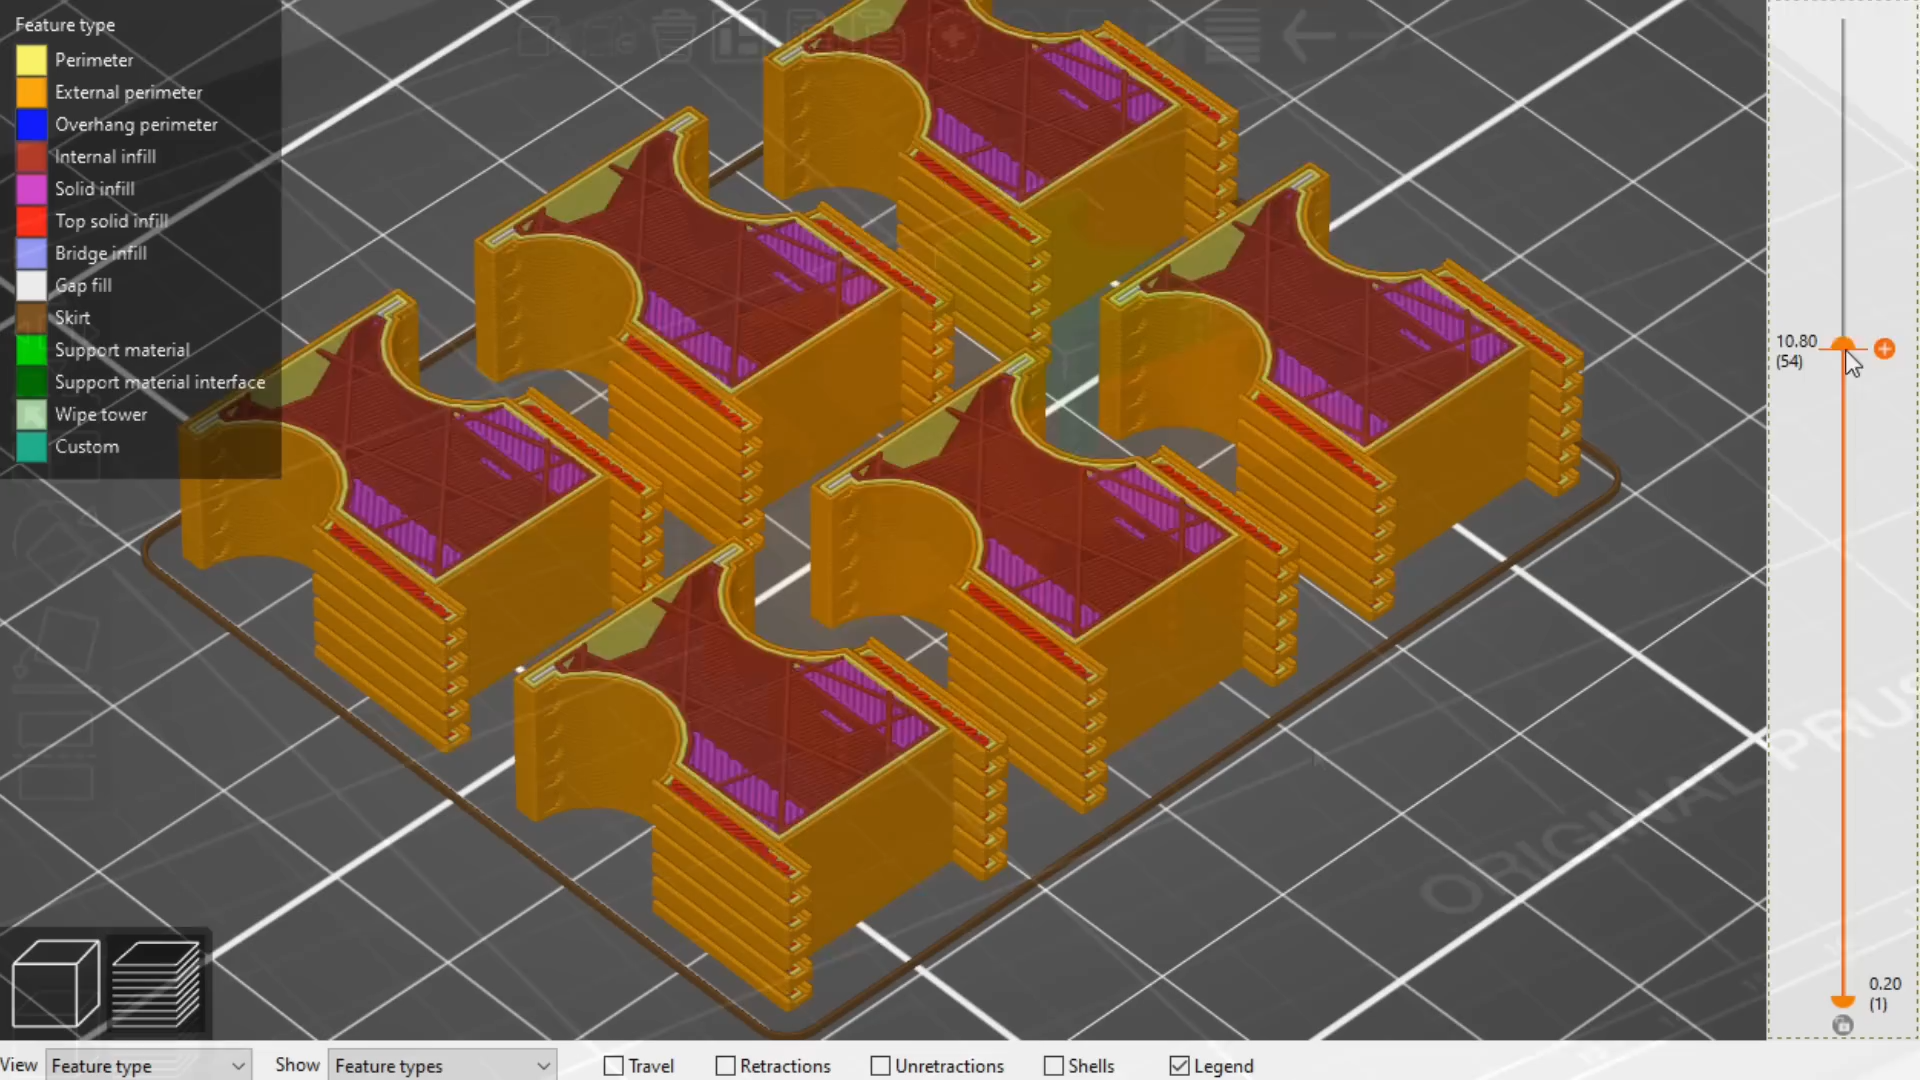 Feature type
Perimeter
External perimeter
Overhang perimeter
Internal infill
Solid infill
Top solid infill
Bridge infill
Gap fill
Skirt
Support material
Support material interface
Wipe tower
Custom
10.80
(54)
ORIGINAL PRUS
0.20
(1)
View Feature type Show Feature types Travel Retractions Unretractions Shells Legend